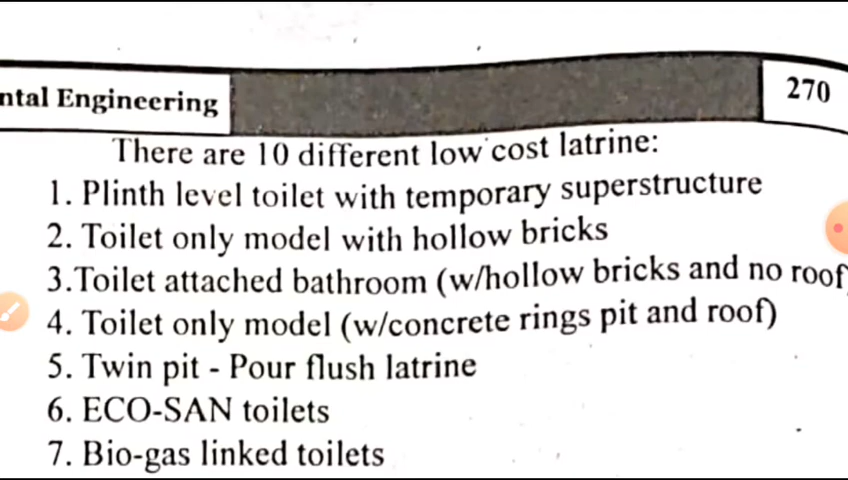 ntal Engineering
270
There are 10 different low cost latrine:
1. Plinth level toilet with temporary superstructure
2. Toilet only model with hollow bricks
3.Toilet attached bathroom (w/hollow bricks and no roof)
4. Toilet only model (w/concrete rings pit and roof)
5. Twin pit - Pour flush latrine
6. ECO-SAN toilets
7. Bio-gas linked toilets